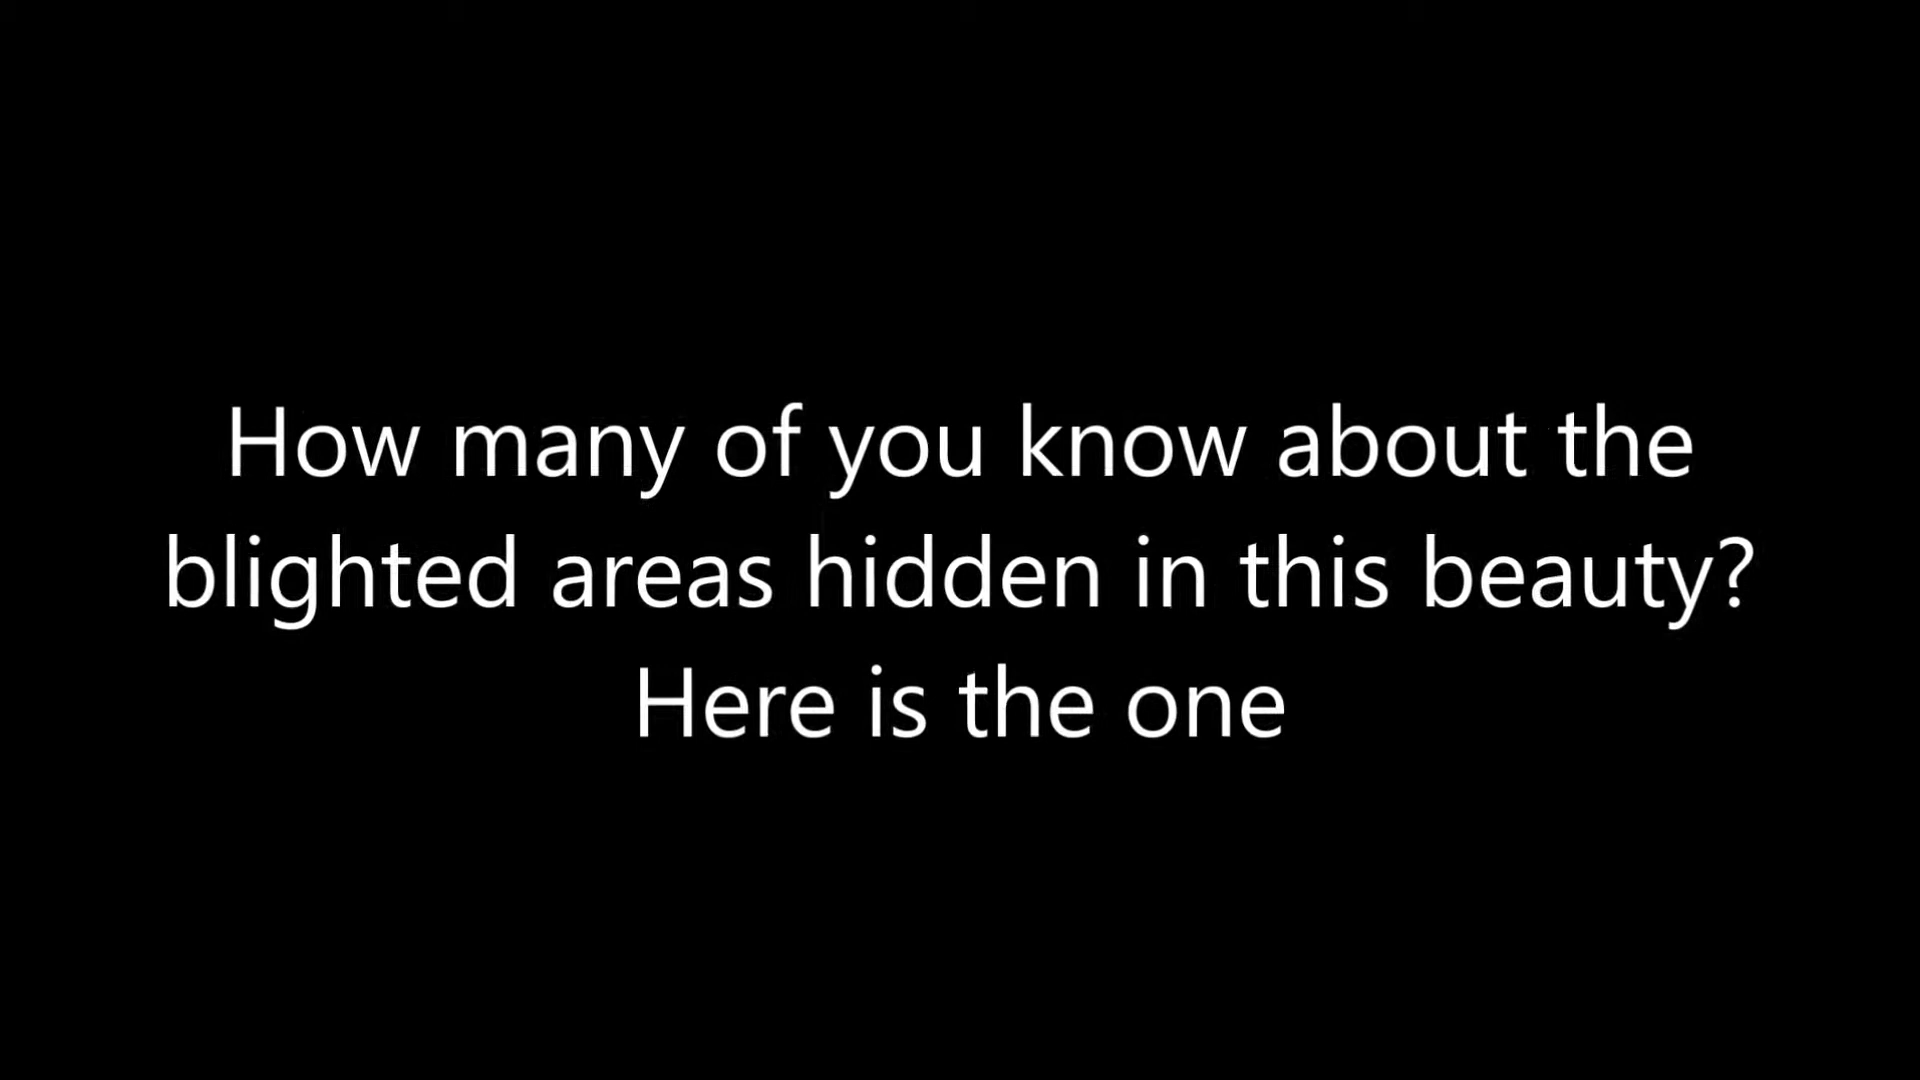 How many of you know about the
blighted areas hidden in this beauty?
Here is the one